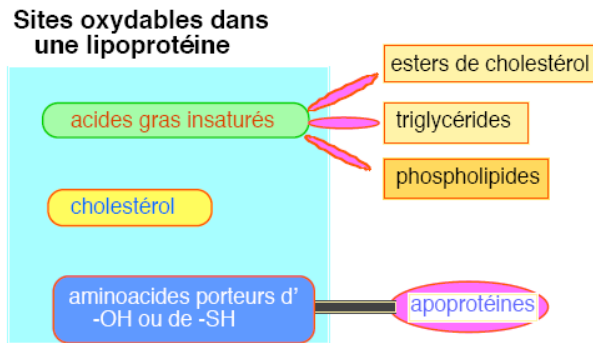 Sites oxydables dans
une lipoprotéine
esters de cholestérol
acides gras insaturés
triglycérides
phospholipides
cholestérol
aminoacides porteurs d'
-OH ou de -SH
apoprotéines